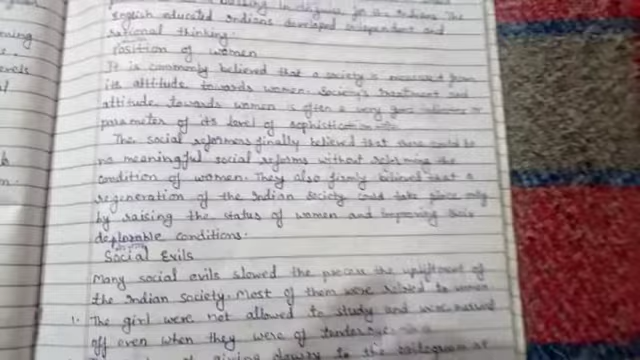 english educated Indians developed independent and
rational thinking.
Position of women
It is commonly believed that a society is measured from
its attitude towards women. Society's treatment and
attitude towards women is often a very good
parameter of its level of sophistication
The social reformers finally believed that there could be
no meaningful social reforms without reforming the
condition of women. They also firmly believed that a
regeneration of the Indian society could take place only
by raising the status of women and improving their
deplorable conditions.
Social Evils
Many social evils slowed the process the upliftment of
the Indian society. Most of them were related to women
1. The girl were not allowed to study and were married
off even when they were of tender age
of giving dowry to the